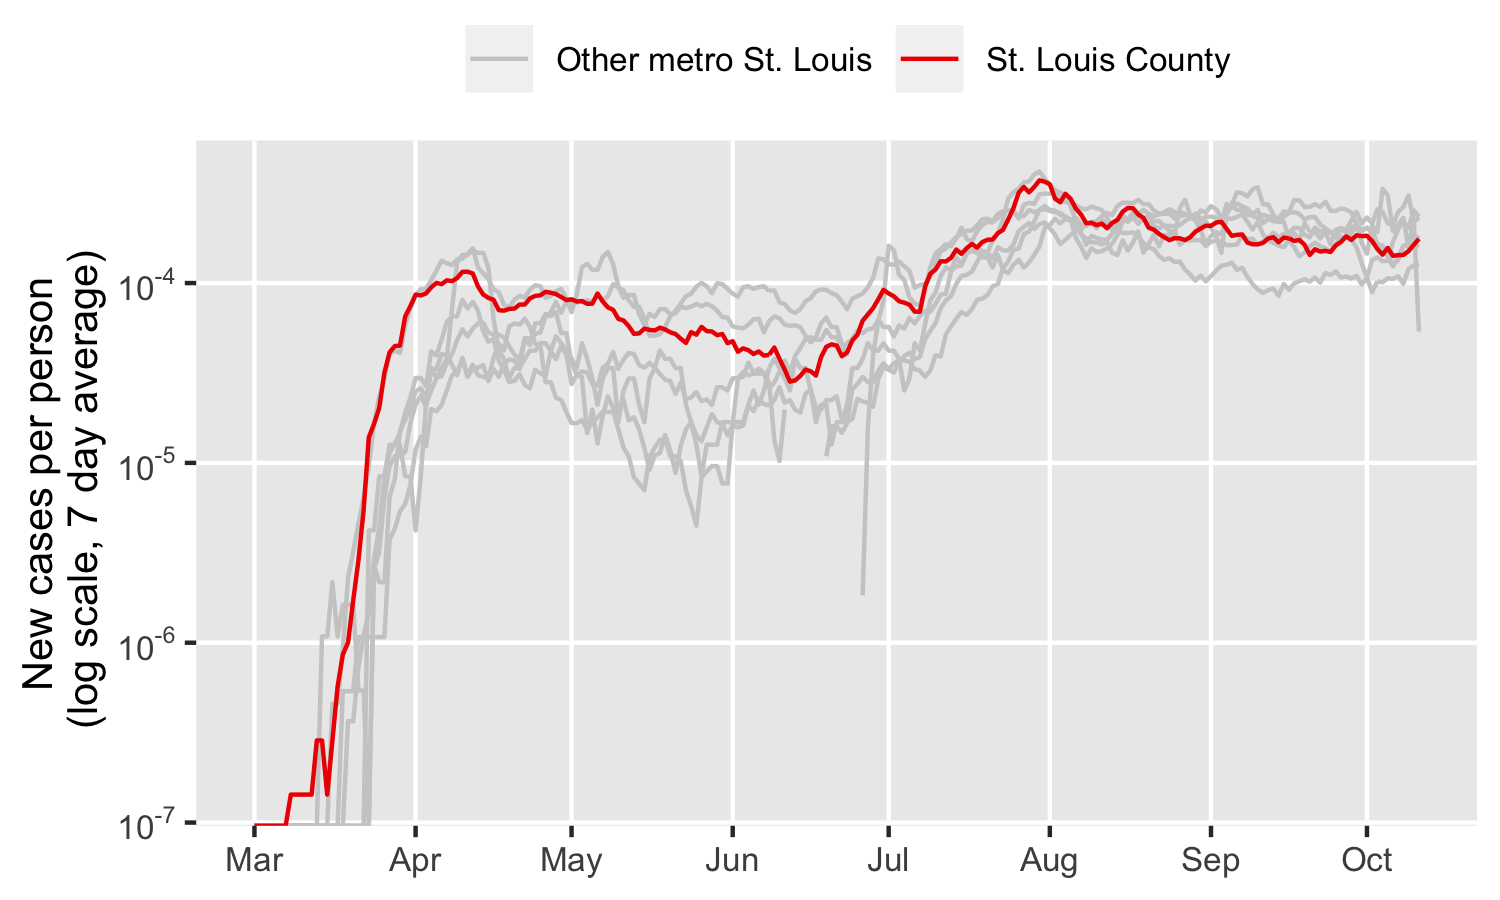 Other metro St. Louis St. Louis County
New cases per person
(log scale, 7 day average)
10⁻⁴
10⁻⁵
10⁻⁶
10⁻⁷
Mar Apr May Jun Jul Aug Sep Oct